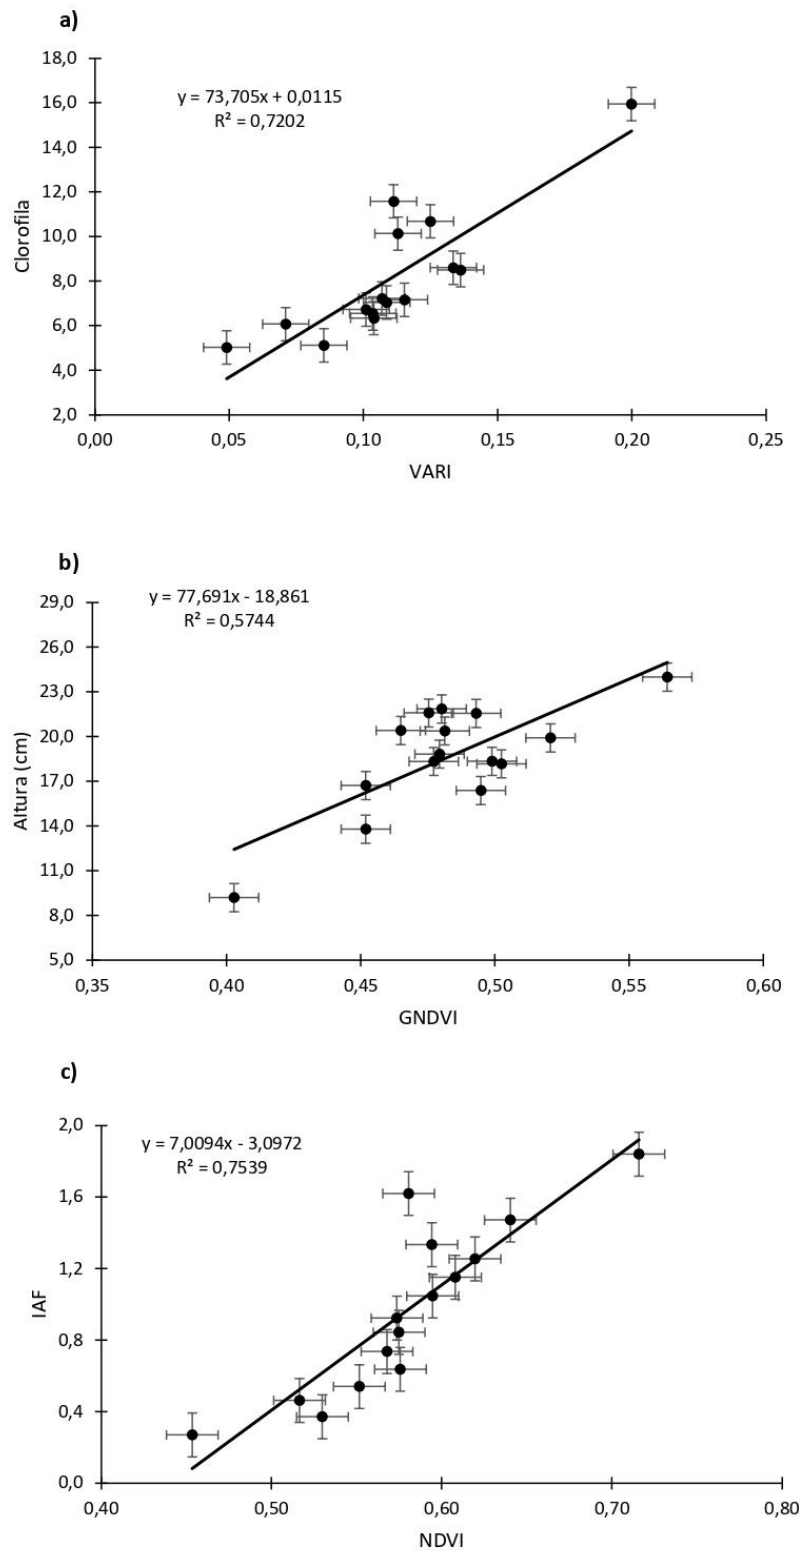 a)
18,0
16,0
14,0
12,0
10,0
8,0
6,0
4,0
2,0
Clorofila
y = 73,705x + 0,0115
R² = 0,7202
0,00 0,05 0,10 0,15 0,20 0,25
VARI
b)
29,0
26,0
23,0
20,0
17,0
14,0
11,0
8,0
5,0
Altura (cm)
y = 77,691x - 18,861
R² = 0,5744
0,35 0,40 0,45 0,50 0,55 0,60
GNDVI
c)
2,0
1,6
1,2
0,8
0,4
0,0
IAF
y = 7,0094x - 3,0972
R² = 0,7539
0,40 0,50 0,60 0,70 0,80
NDVI